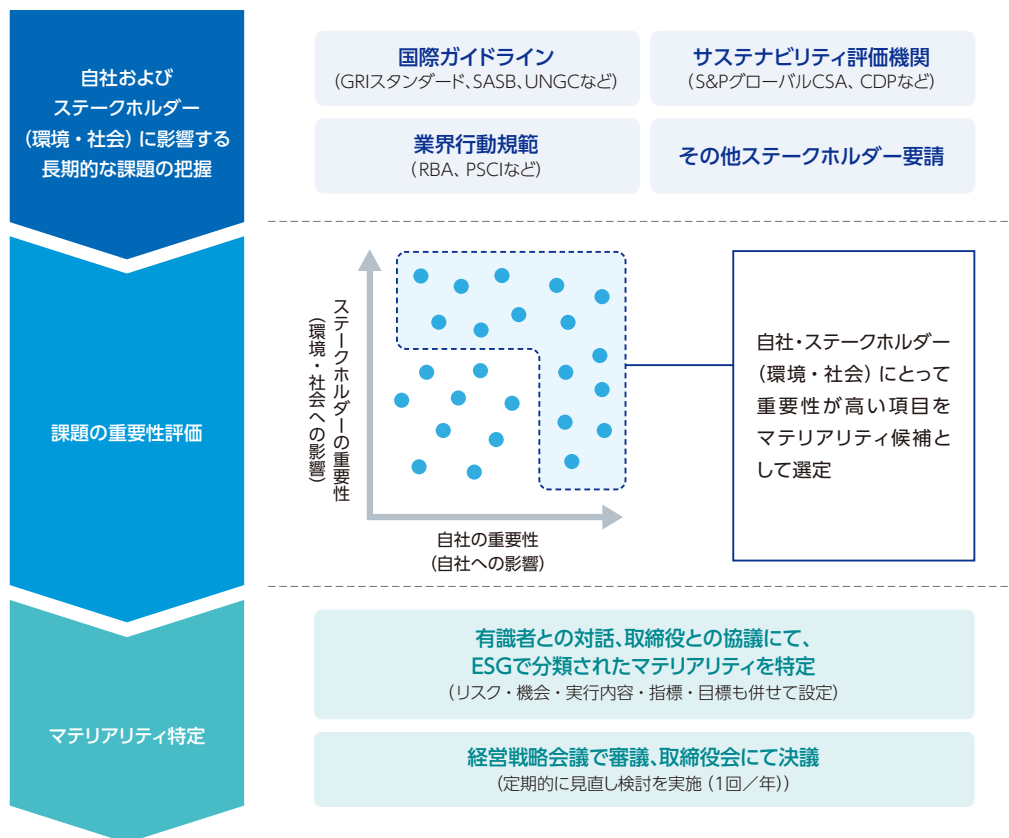 自社および
ステークホルダー
（環境・社会）に影響する
長期的な課題の把握
国際ガイドライン
（GRIスタンダード、SASB、UNGCなど）
サステナビリティ評価機関
（S&PグローバルCSA、CDPなど）
業界行動規範
（RBA、PSCIなど）
その他ステークホルダー要請
課題の重要性評価
ステークホルダーの重要性
（環境・社会への影響）
自社の重要性
（自社への影響）
自社・ステークホルダー
（環境・社会）にとって
重要性が高い項目を
マテリアリティ候補と
して選定
マテリアリティ特定
有識者との対話、取締役との協議にて、
ESGで分類されたマテリアリティを特定
（リスク・機会・実行内容・指標・目標も併せて設定）
経営戦略会議で審議、取締役会にて決議
（定期的に見直し検討を実施（1回／年））